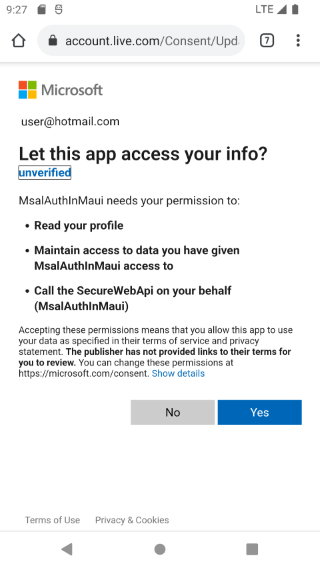 9:27
LTE
account.live.com/Consent/Upd
7
Microsoft
user@hotmail.com
Let this app access your info?
unverified
MsalAuthInMaui needs your permission to:
• Read your profile
• Maintain access to data you have given
MsalAuthInMaui access to
• Call the SecureWebApi on your behalf
(MsalAuthInMaui)
Accepting these permissions means that you allow this app to use
your data as specified in their terms of service and privacy
statement. The publisher has not provided links to their terms for
you to review. You can change these permissions at
https://microsoft.com/consent. Show details
No
Yes
Terms of Use
Privacy & Cookies